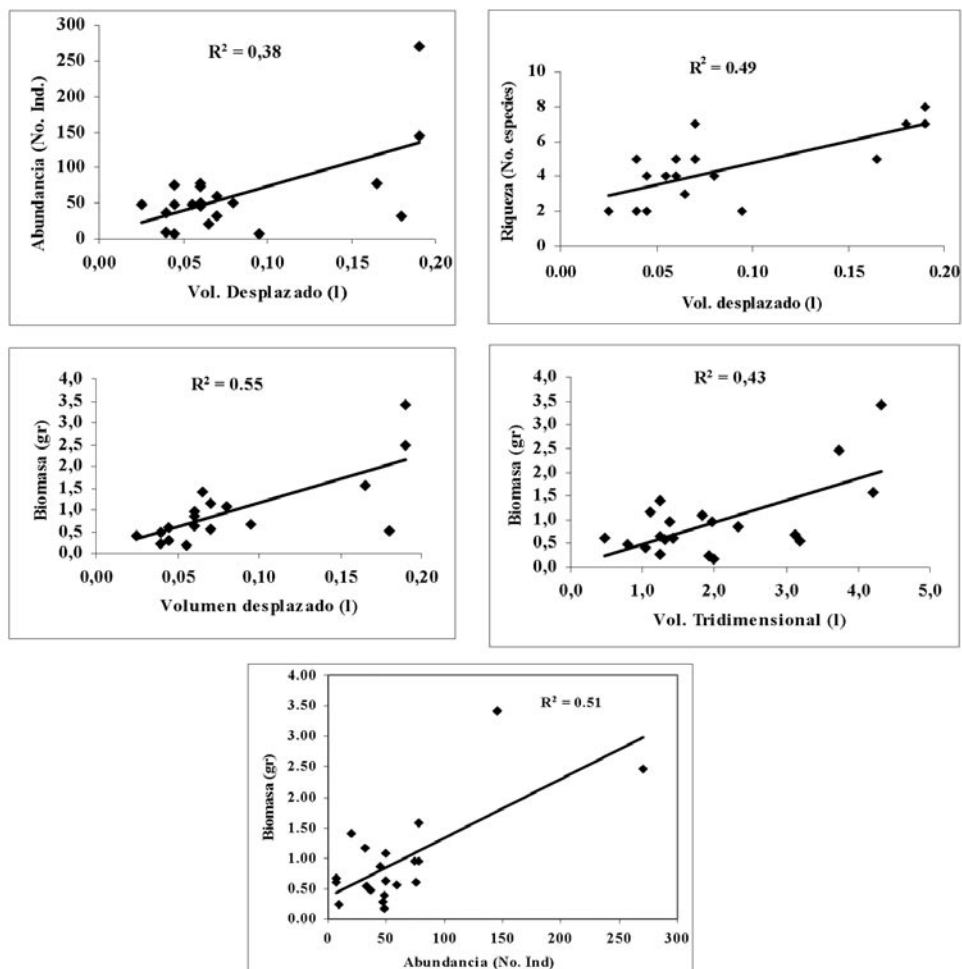 R² = 0,38
Abundancia (No. Ind.)
300
250
200
150
100
50
0
0,00 0,05 0,10 0,15 0,20
Vol. Desplazado (l)
R² = 0.49
Riqueza (No. especies)
10
8
6
4
2
0
0.00 0.05 0.10 0.15 0.20
Vol. desplazado (l)
R² = 0.55
Biomasa (gr)
4,0
3,5
3,0
2,5
2,0
1,5
1,0
0,5
0,0
0,00 0,05 0,10 0,15 0,20
Volumen desplazado (l)
R² = 0,43
Biomasa (gr)
4,0
3,5
3,0
2,5
2,0
1,5
1,0
0,5
0,0
0,0 1,0 2,0 3,0 4,0 5,0
Vol. Tridimensional (l)
R² = 0.51
Biomasa (gr)
4.00
3.50
3.00
2.50
2.00
1.50
1.00
0.50
0.00
0 50 100 150 200 250 300
Abundancia (No. Ind)